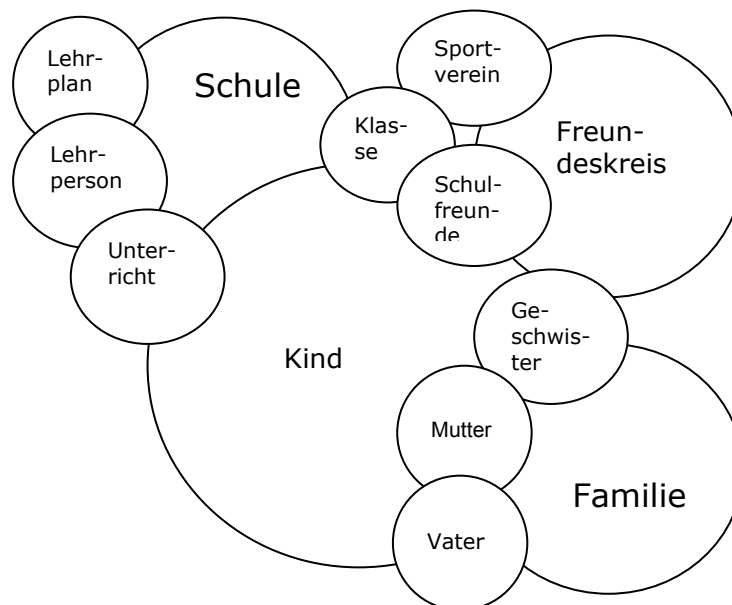 Lehr-
plan
Schule
Sport-
verein
Klas-
se
Freun-
deskreis
Lehr-
person
Schul-
freun-
de
Unter-
richt
Ge-
schwis-
ter
Kind
Mutter
Familie
Vater